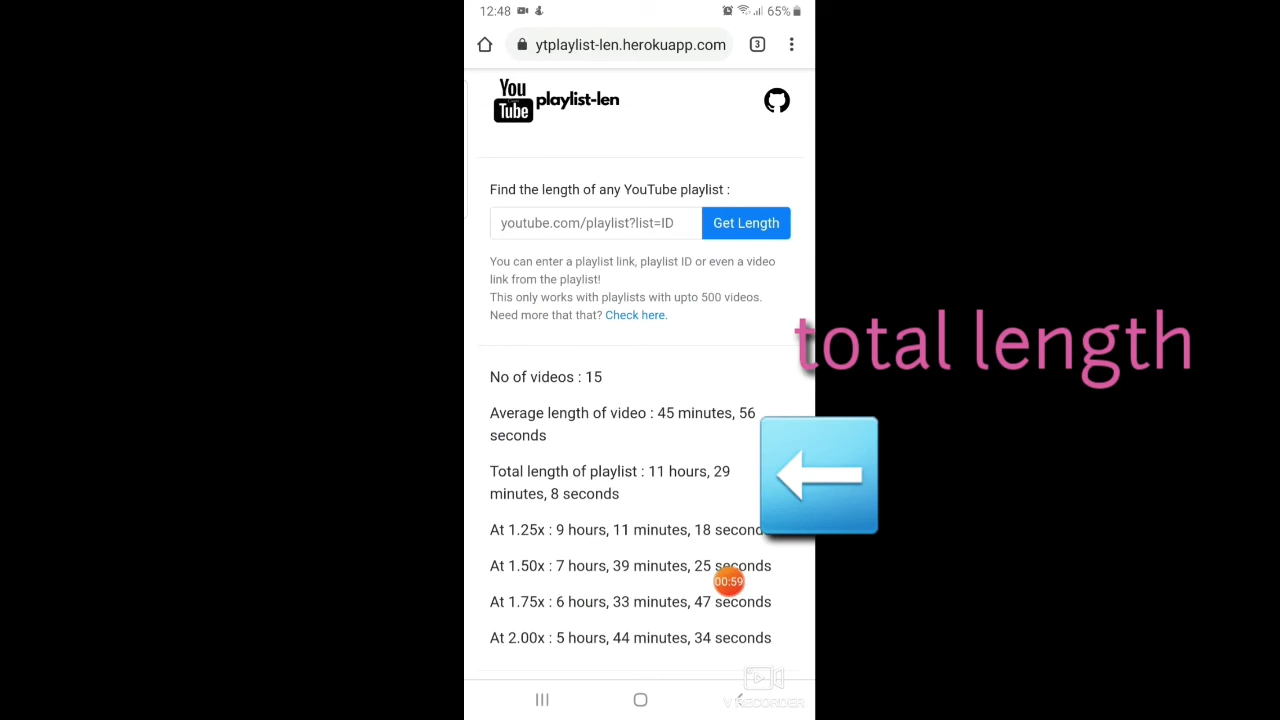 12:48
65%
ytplaylist-len.herokuapp.com
3
You
Tube
playlist-len
Find the length of any YouTube playlist :
youtube.com/playlist?list=ID
Get Length
You can enter a playlist link, playlist ID or even a video
link from the playlist!
This only works with playlists with upto 500 videos.
Need more that that? Check here.
total length
No of videos : 15
Average length of video : 45 minutes, 56
seconds
Total length of playlist : 11 hours, 29
minutes, 8 seconds
At 1.25x : 9 hours, 11 minutes, 18 second
At 1.50x : 7 hours, 39 minutes, 25 seconds
00:59
At 1.75x : 6 hours, 33 minutes, 47 seconds
At 2.00x : 5 hours, 44 minutes, 34 seconds
V RECORDER